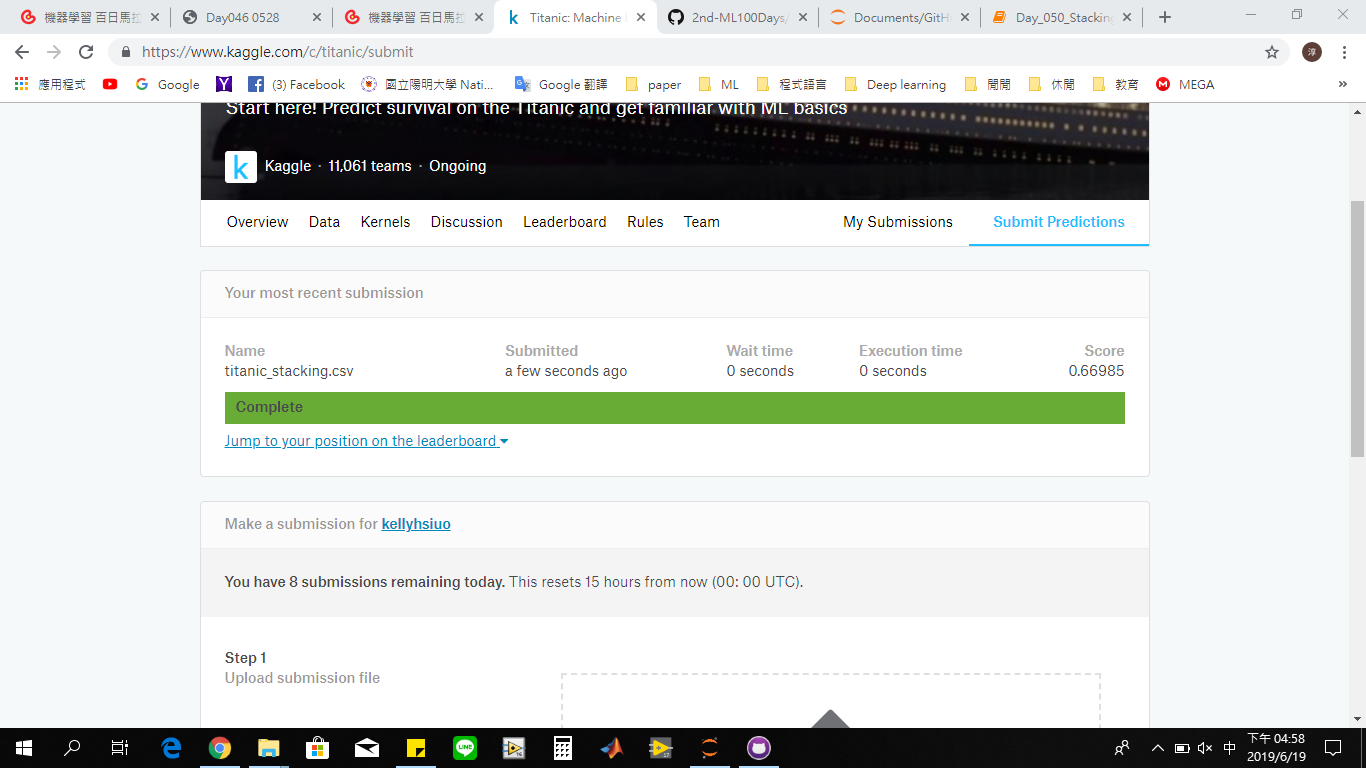 機器學習 百日馬拉
Day046 0528
機器學習 百日馬拉
Titanic: Machine
2nd-ML100Days/
Documents/GitH
Day_050_Stacking
https://www.kaggle.com/c/titanic/submit
淳
應用程式
Google
(3) Facebook
國立陽明大學 Nati...
Google 翻譯
paper
ML
程式語言
Deep learning
閒閒
休閒
教育
MEGA
Start here! Predict survival on the Titanic and get familiar with ML basics
k
Kaggle · 11,061 teams · Ongoing
Overview
Data
Kernels
Discussion
Leaderboard
Rules
Team
My Submissions
Submit Predictions
Your most recent submission
Name
Submitted
Wait time
Execution time
Score
titanic_stacking.csv
a few seconds ago
0 seconds
0 seconds
0.66985
Complete
Jump to your position on the leaderboard
Make a submission for kellyhsiuo
You have 8 submissions remaining today. This resets 15 hours from now (00: 00 UTC).
Step 1
Upload submission file
中
下午 04:58
2019/6/19